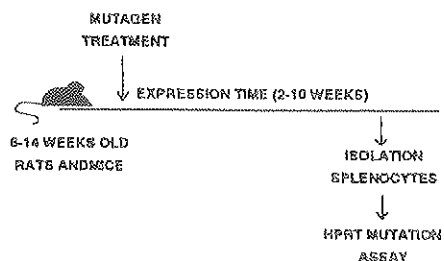 MUTAGEN
TREATMENT
EXPRESSION TIME (2-10 WEEKS)
6-14 WEEKS OLD
RATS ANDMICE
ISOLATION
SPLENOCYTES
HPRT MUTATION
ASSAY